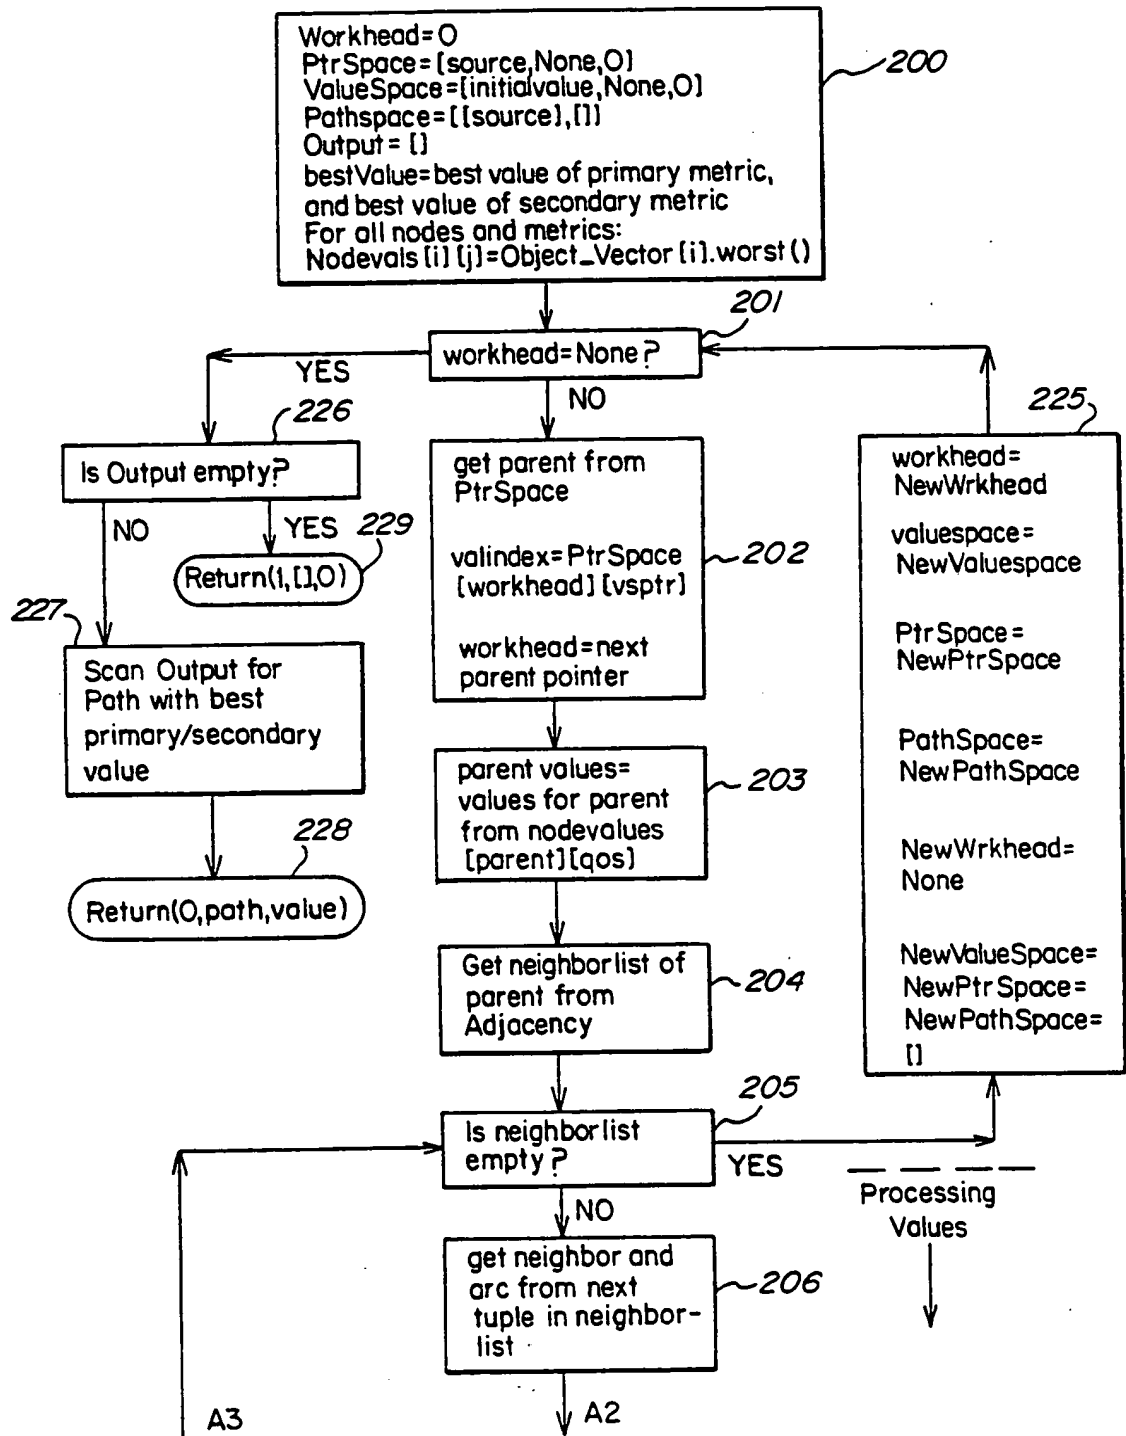 Workhead=0
PtrSpace=[source,None,0]
ValueSpace=[initialvalue,None,0]
Pathspace=[[source],[]]
Output=[]
bestValue=best value of primary metric,
and best value of secondary metric
For all nodes and metrics:
Nodevals[i][j]=Object_Vector[i].worst()
200
201
workhead=None?
YES
NO
226
Is Output empty?
NO
YES
229
Return(1,[],0)
227
Scan Output for
Path with best
primary/secondary
value
228
Return(0,path,value)
get parent from
PtrSpace
valindex=PtrSpace
[workhead][vsptr]
workhead=next
parent pointer
202
parent values=
values for parent
from nodevalues
[parent][qos]
203
Get neighborlist of
parent from
Adjacency
204
205
Is neighborlist
empty?
YES
NO
get neighbor and
arc from next
tuple in neighbor-
list
206
225
workhead=
NewWrkhead
valuespace=
NewValuespace
PtrSpace=
NewPtrSpace
PathSpace=
NewPathSpace
NewWrkhead=
None
NewValueSpace=
NewPtrSpace=
NewPathSpace=
[]
Processing
Values
A3
A2